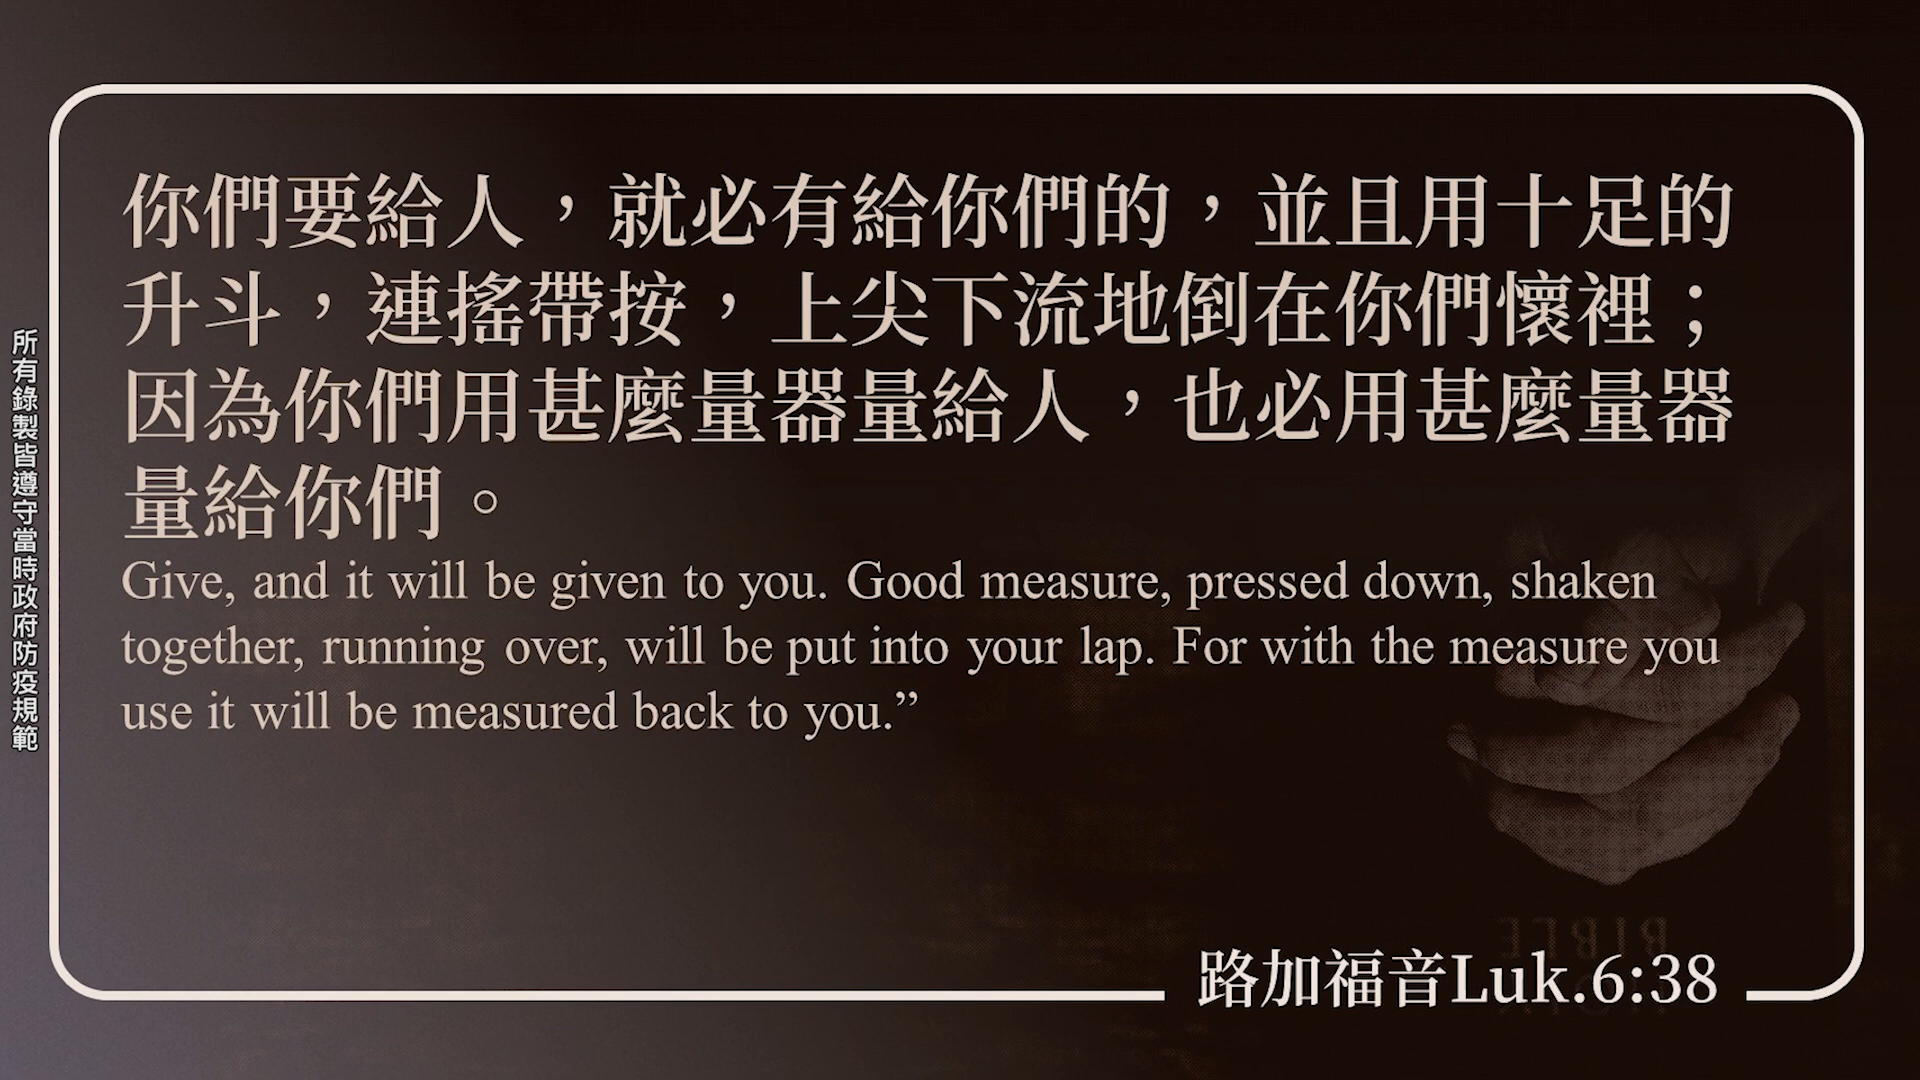 你們要給人，就必有給你們的，並且用十足的
升斗，連搖帶按，上尖下流地倒在你們懷裡；
因為你們用甚麼量器量給人，也必用甚麼量器
量給你們。
Give, and it will be given to you. Good measure, pressed down, shaken
together, running over, will be put into your lap. For with the measure you
use it will be measured back to you.”
路加福音Luk.6:38
所有錄製皆遵守當時政府防疫規範
BIBLE